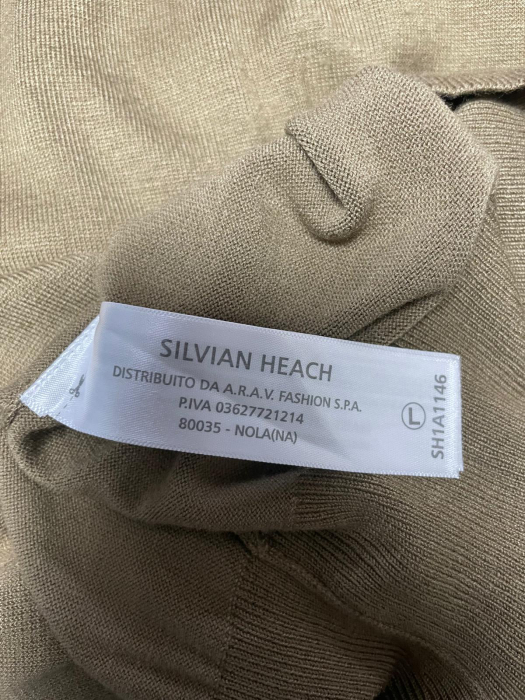 SILVIAN HEACH
DISTRIBUITO DA A.R.A.V. FASHION S.P.A.
P.IVA 03627721214
80035 - NOLA(NA)
L
SH1A1146